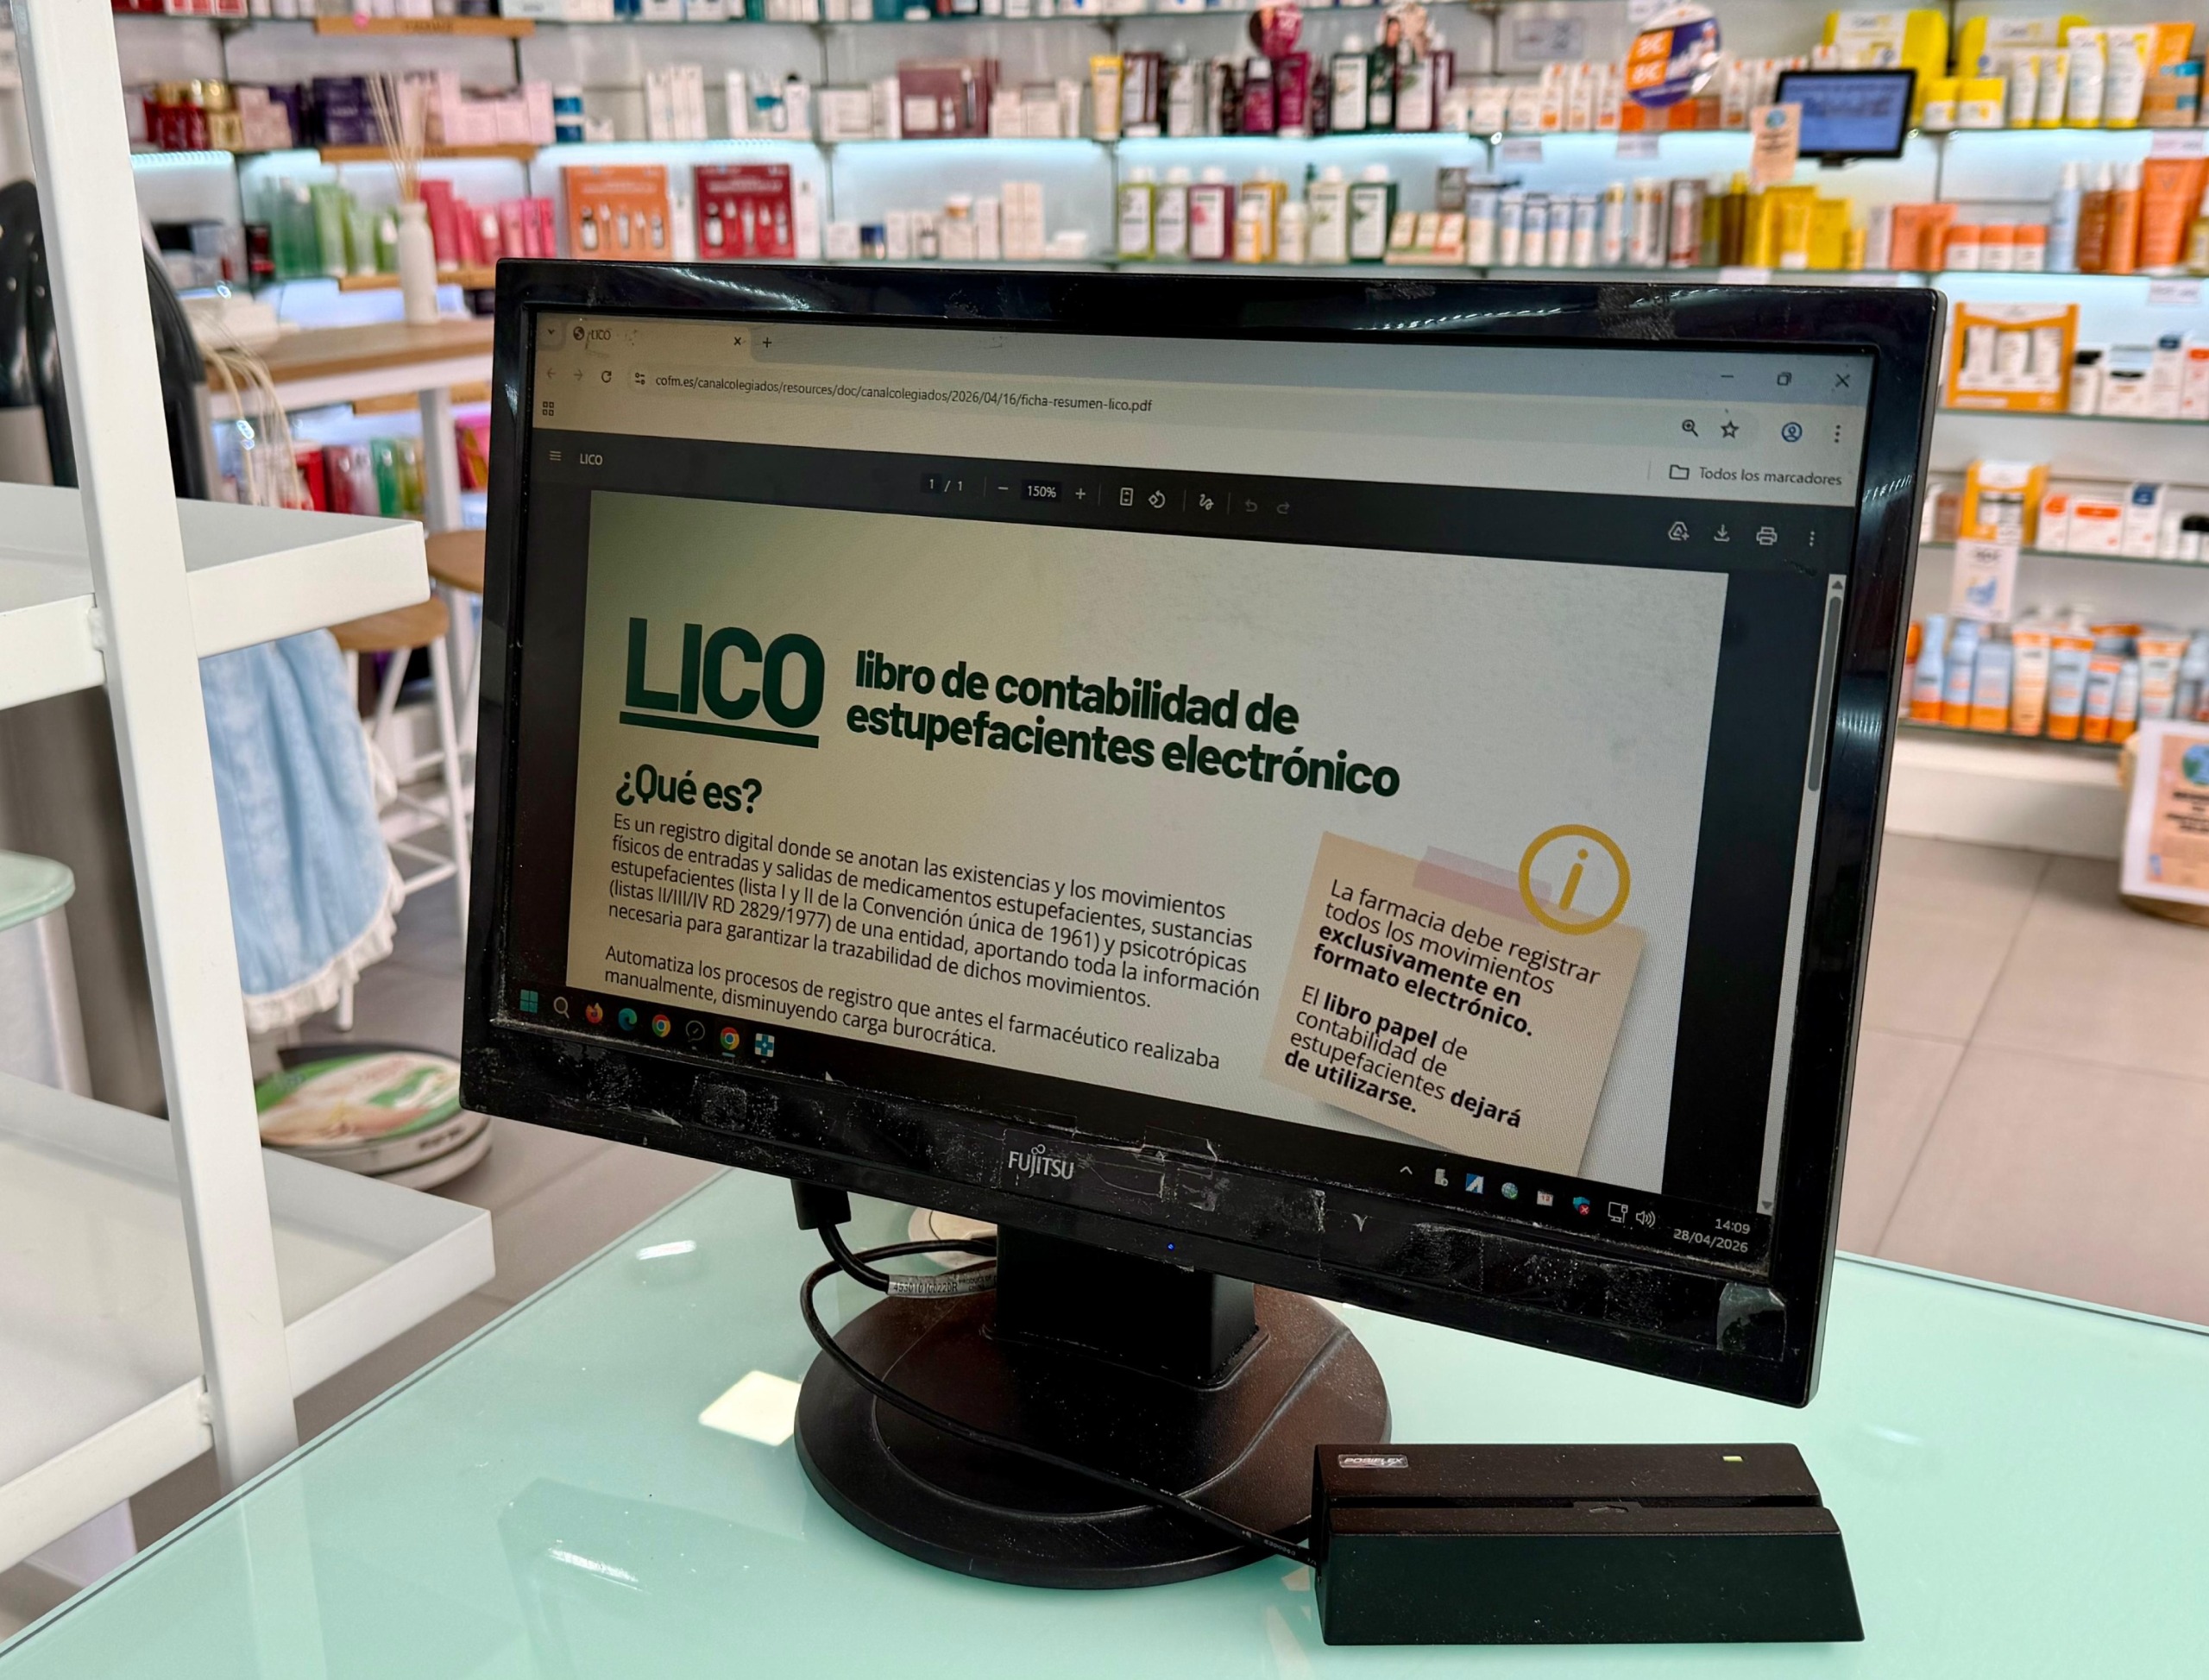 LICO
cofm.es/canalcolegiados/resources/doc/canalcolegiados/2026/04/16/ficha-resumen-lico.pdf
Todos los marcadores
LICO
1 / 1
150%
LICO
libro de contabilidad de
estupefacientes electrónico
¿Qué es?
Es un registro digital donde se anotan las existencias y los movimientos
físicos de entradas y salidas de medicamentos estupefacientes, sustancias
estupefacientes (lista I y II de la Convención única de 1961) y psicotrópicas
(listas II/III/IV RD 2829/1977) de una entidad, aportando toda la información
necesaria para garantizar la trazabilidad de dichos movimientos.
Automatiza los procesos de registro que antes el farmacéutico realizaba
manualmente, disminuyendo carga burocrática.
i
La farmacia debe registrar
todos los movimientos
exclusivamente en
formato electrónico.
El libro papel de
contabilidad de
estupefacientes dejará
de utilizarse.
14:09
28/04/2026
FUJITSU
POSIFLEX